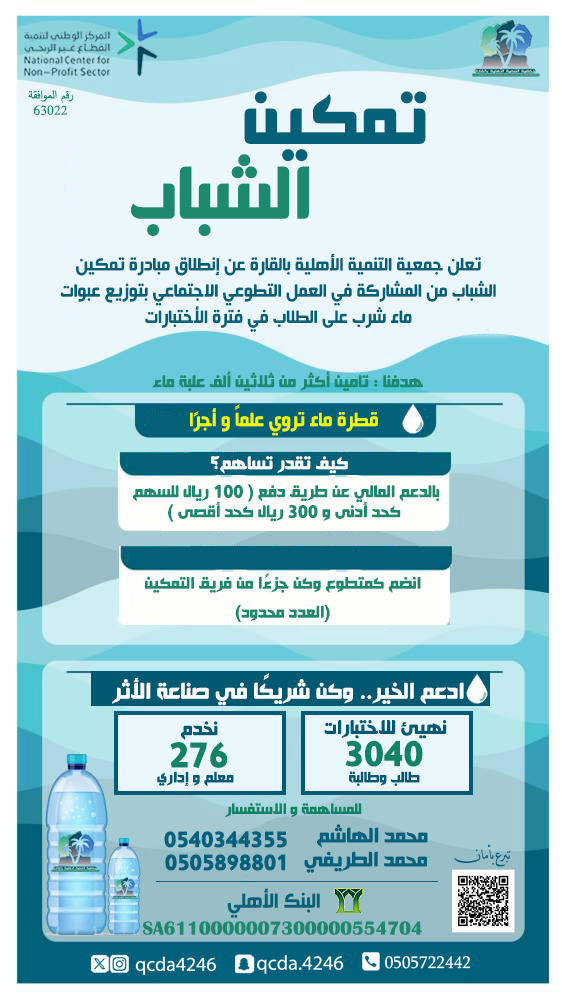 المركز الوطني لتنمية
القطاع غير الربحي
National Center for
Non-Profit Sector
رقم الموافقة
63022
تمكين
الشباب
تعلن جمعية التنمية الأهلية بالقارة عن إنطلاق مبادرة تمكين
الشباب من المشاركة في العمل التطوعي الاجتماعي بتوزيع عبوات
ماء شرب على الطلاب في فترة الأختبارات
هدفنا : تامين أكثر من ثلاثين ألف علبة ماء
قطرة ماء تروي علماً و أجرًا
كيف تقدر تساهم؟
بالدعم المالي عن طريق دفع ( 100 ريال للسهم
كحد أدنى و 300 ريال كحد أقصى )
انضم كمتطوع وكن جزءًا من فريق التمكين
(العدد محدود)
ادعم الخير.. وكن شريكًا في صناعة الأثر
نهيئ للاختبارات
3040
طالب وطالبة
نخدم
276
معلم و إداري
للمساهمة و الاستفسار
محمد الهاشم 0540344355
محمد الطريفي 0505898801
تبرع بأمان
البنك الأهلي
SA6110000007300000554704
qcda4246 qcda.4246 0505722442